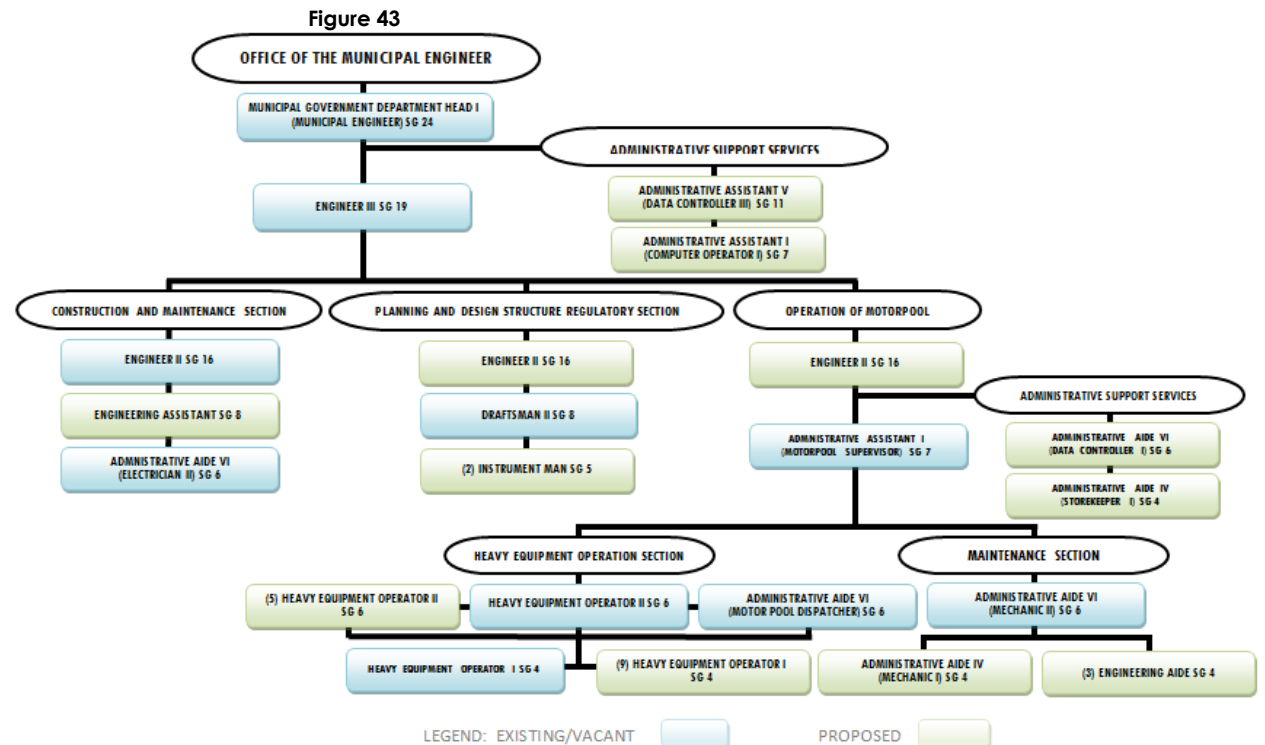 Figure 43
OFFICE OF THE MUNICIPAL ENGINEER
MUNICIPAL GOVERNMENT DEPARTMENT HEAD I
(MUNICIPAL ENGINEER) SG 24
ADMINISTRATIVE SUPPORT SERVICES
ENGINEER III SG 19
ADMINISTRATIVE ASSISTANT V
(DATA CONTROLLER III) SG 11
ADMINISTRATIVE ASSISTANT I
(COMPUTER OPERATOR I) SG 7
CONSTRUCTION AND MAINTENANCE SECTION
PLANNING AND DESIGN STRUCTURE REGULATORY SECTION
OPERATION OF MOTORPOOL
ENGINEER II SG 16
ENGINEERING ASSISTANT SG 8
ADMNISTRATIVE AIDE VI
(ELECTRICIAN II) SG 6
ENGINEER II SG 16
DRAFTSMAN II SG 8
(2) INSTRUMENT MAN SG 5
ENGINEER II SG 16
ADMINISTRATIVE SUPPORT SERVICES
ADMINISTRATIVE ASSISTANT I
(MOTORPOOL SUPERVISOR) SG 7
ADMINISTRATIVE AIDE VI
(DATA CONTROLLER I) SG 6
ADMINISTRATIVE AIDE IV
(STOREKEEPER I) SG 4
HEAVY EQUIPMENT OPERATION SECTION
MAINTENANCE SECTION
(5) HEAVY EQUIPMENT OPERATOR II
SG 6
HEAVY EQUIPMENT OPERATOR II SG 6
ADMINISTRATIVE AIDE VI
(MOTOR POOL DISPATCHER) SG 6
ADMINISTRATIVE AIDE VI
(MECHANIC II) SG 6
HEAVY EQUIPMENT OPERATOR I SG 4
(9) HEAVY EQUIPMENT OPERATOR I
SG 4
ADMINISTRATIVE AIDE IV
(MECHANIC I) SG 4
(3) ENGINEERING AIDE SG 4
LEGEND: EXISTING/VACANT
PROPOSED